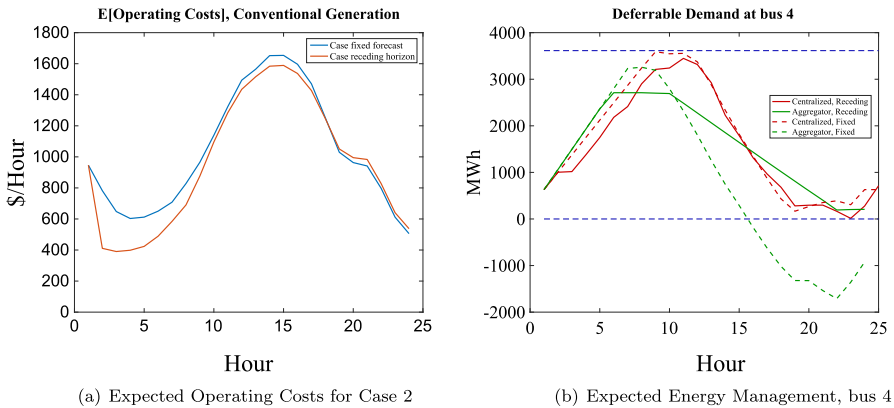 E[Operating Costs], Conventional Generation
1800
1600
1400
1200
1000
800
600
400
200
0
0
5
10
15
20
25
$/Hour
Hour
Case fixed forecast
Case receding horizon
(a) Expected Operating Costs for Case 2
Deferrable Demand at bus 4
4000
3000
2000
1000
0
-1000
-2000
0
5
10
15
20
25
MWh
Hour
Centralized, Receding
Aggregator, Receding
Centralized, Fixed
Aggregator, Fixed
(b) Expected Energy Management, bus 4